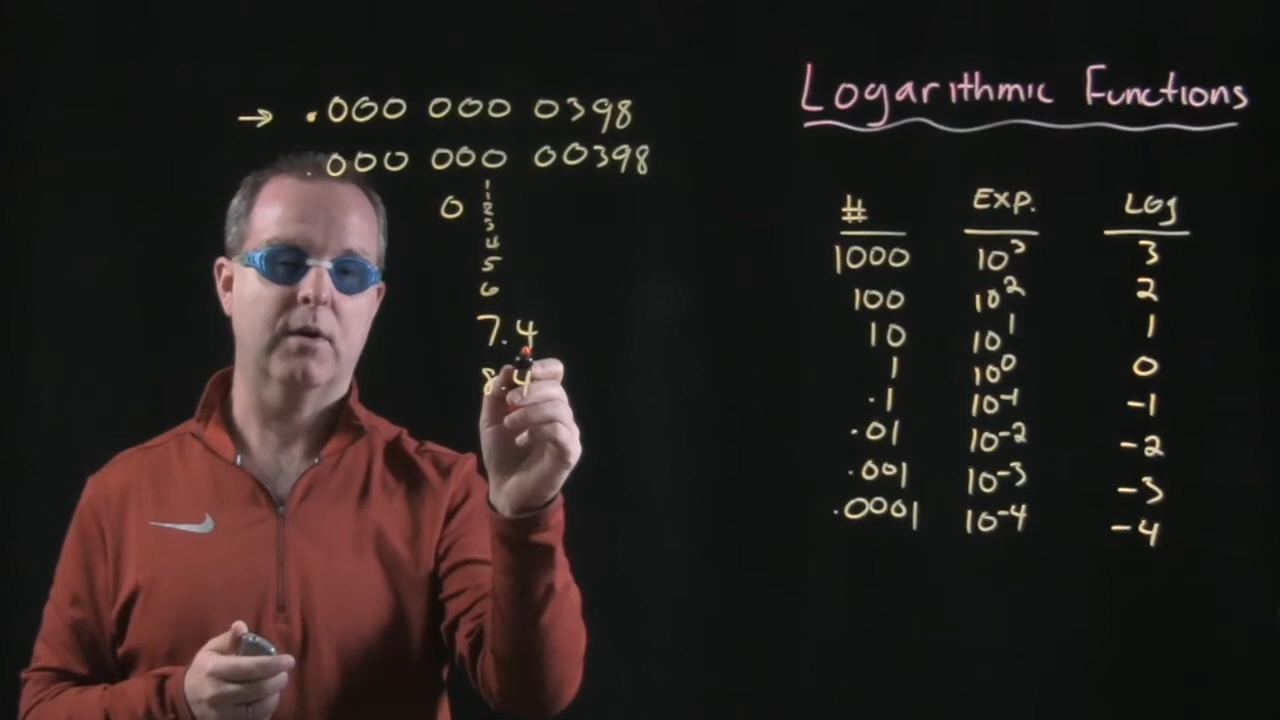 → .000 000 0398
.000 000 00398
0 1
2
3
4
5
6
7.4
8.4
Logarithmic Functions
# Exp. Log
1000 10³ 3
100 10² 2
10 10¹ 1
1 10⁰ 0
.1 10⁻¹ -1
.01 10⁻² -2
.001 10⁻³ -3
.0001 10⁻⁴ -4